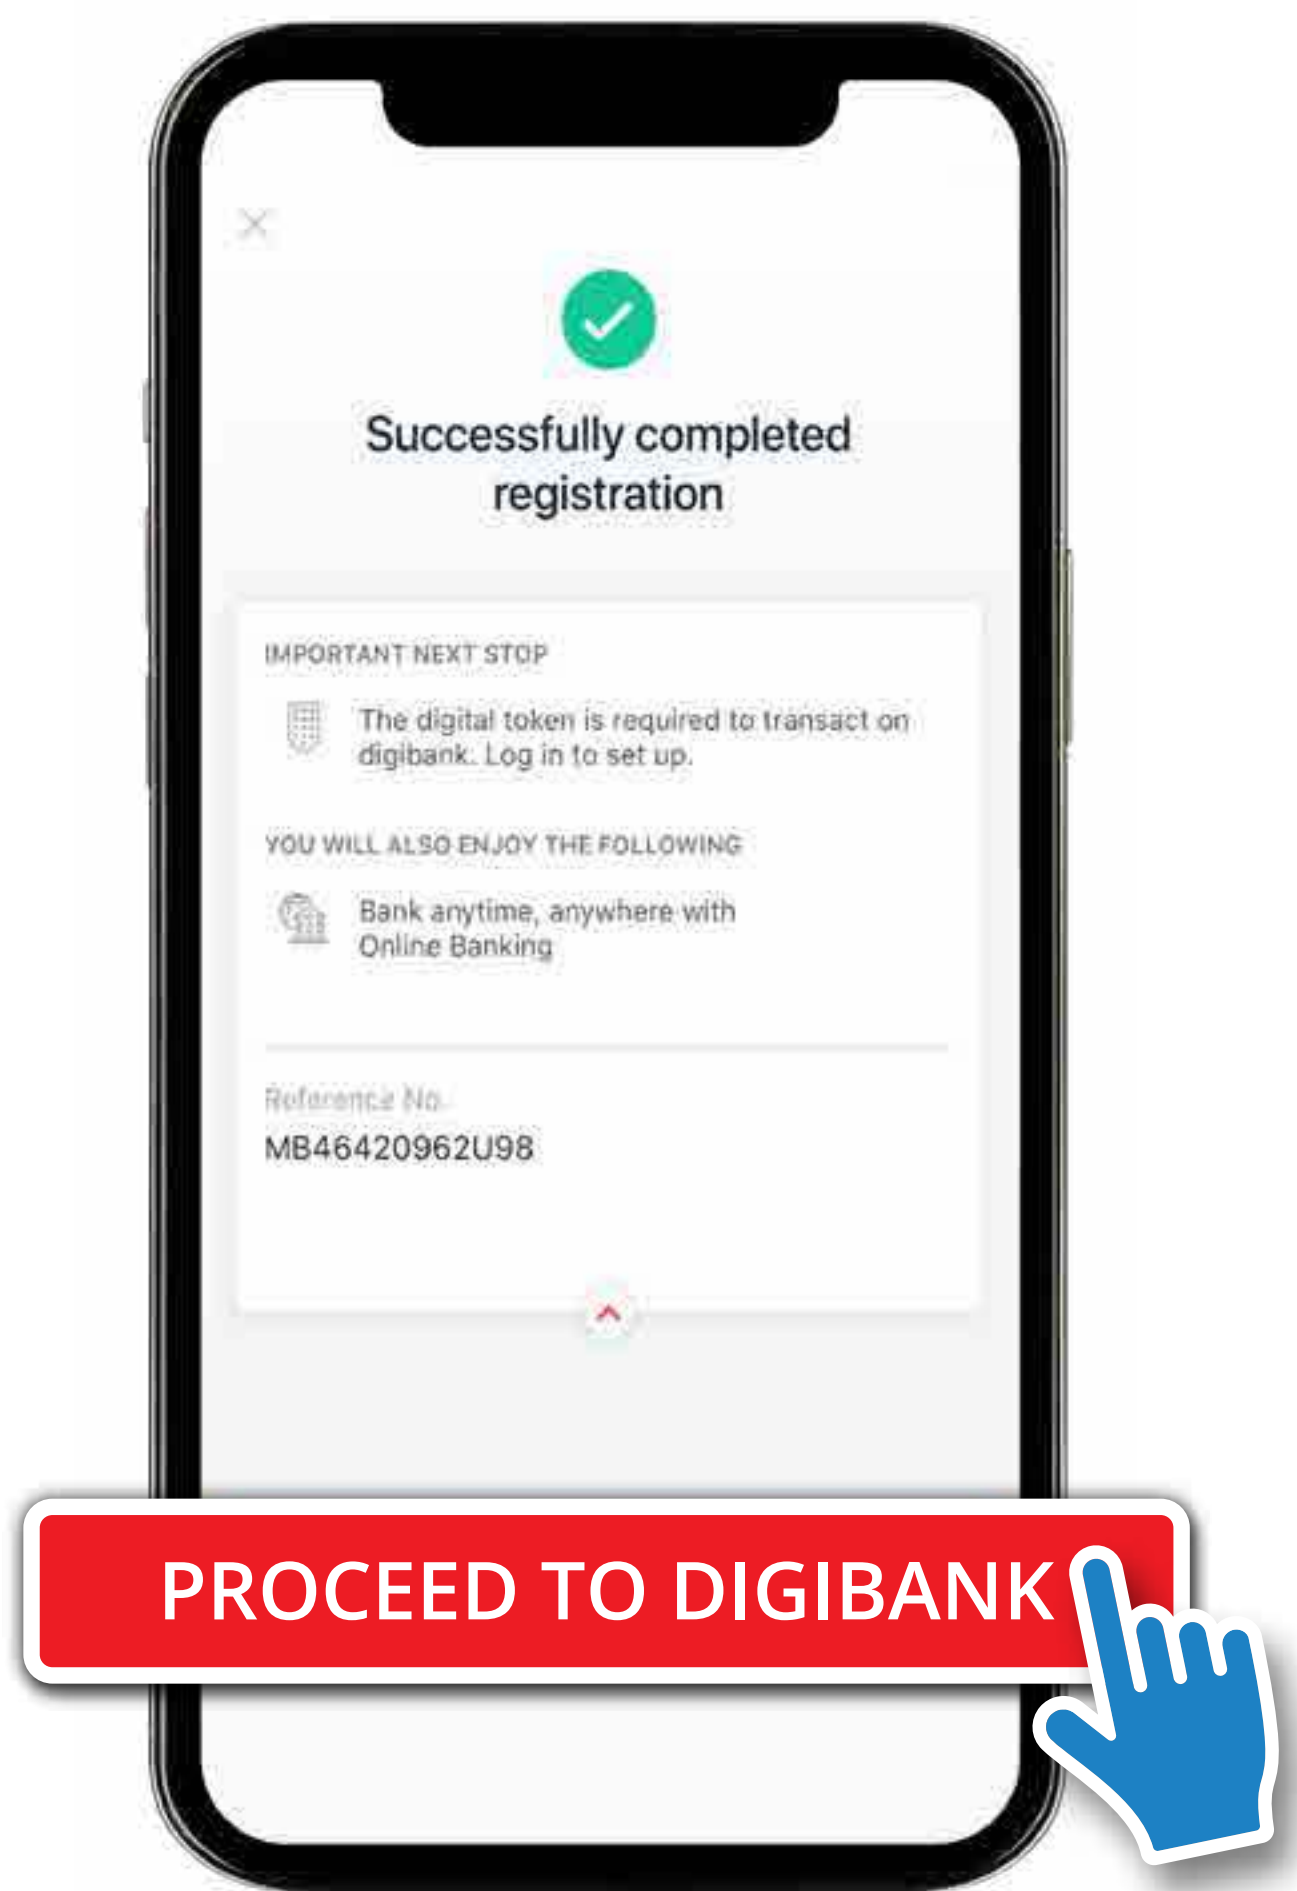 Successfully completed
registration
IMPORTANT NEXT STOP
The digital token is required to transact on
digibank. Log in to set up.
YOU WILL ALSO ENJOY THE FOLLOWING
Bank anytime, anywhere with
Online Banking
Reference No.
MB46420962U98
PROCEED TO DIGIBANK